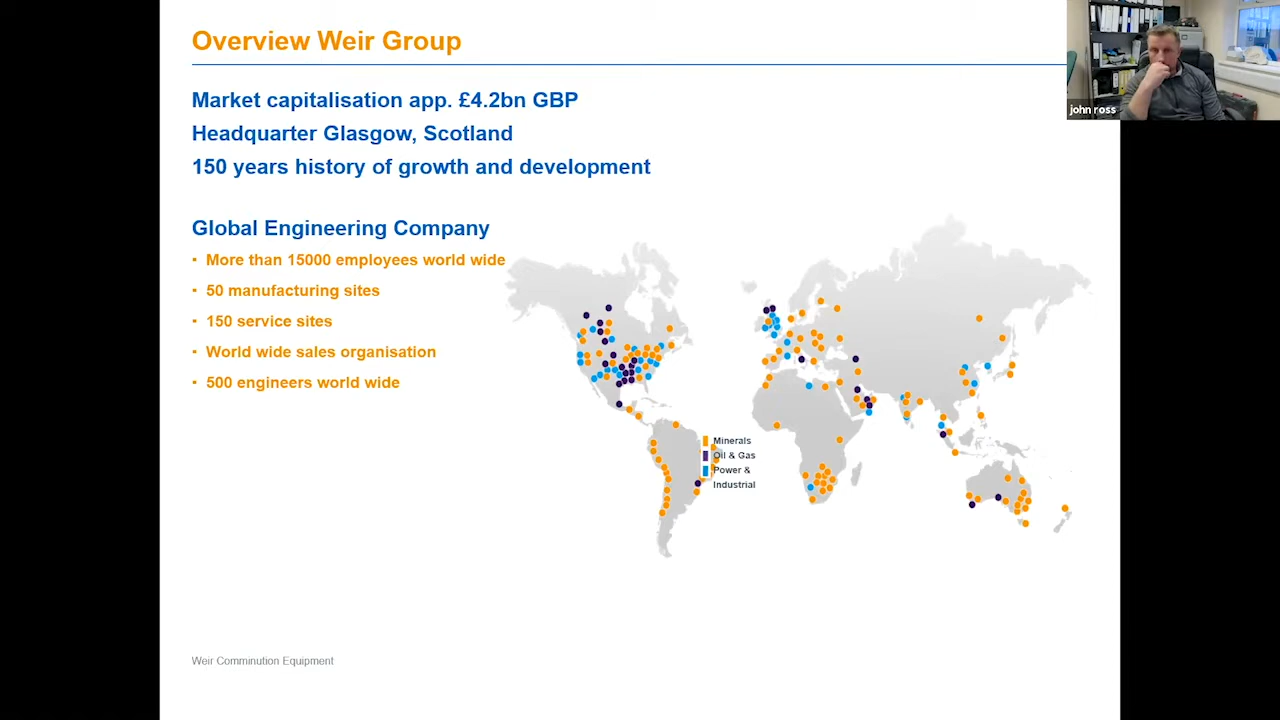 Overview Weir Group
john ross
Market capitalisation app. £4.2bn GBP
Headquarter Glasgow, Scotland
150 years history of growth and development
Global Engineering Company
▪ More than 15000 employees world wide
▪ 50 manufacturing sites
▪ 150 service sites
▪ World wide sales organisation
▪ 500 engineers world wide
Minerals
Oil & Gas
Power &
Industrial
Weir Comminution Equipment